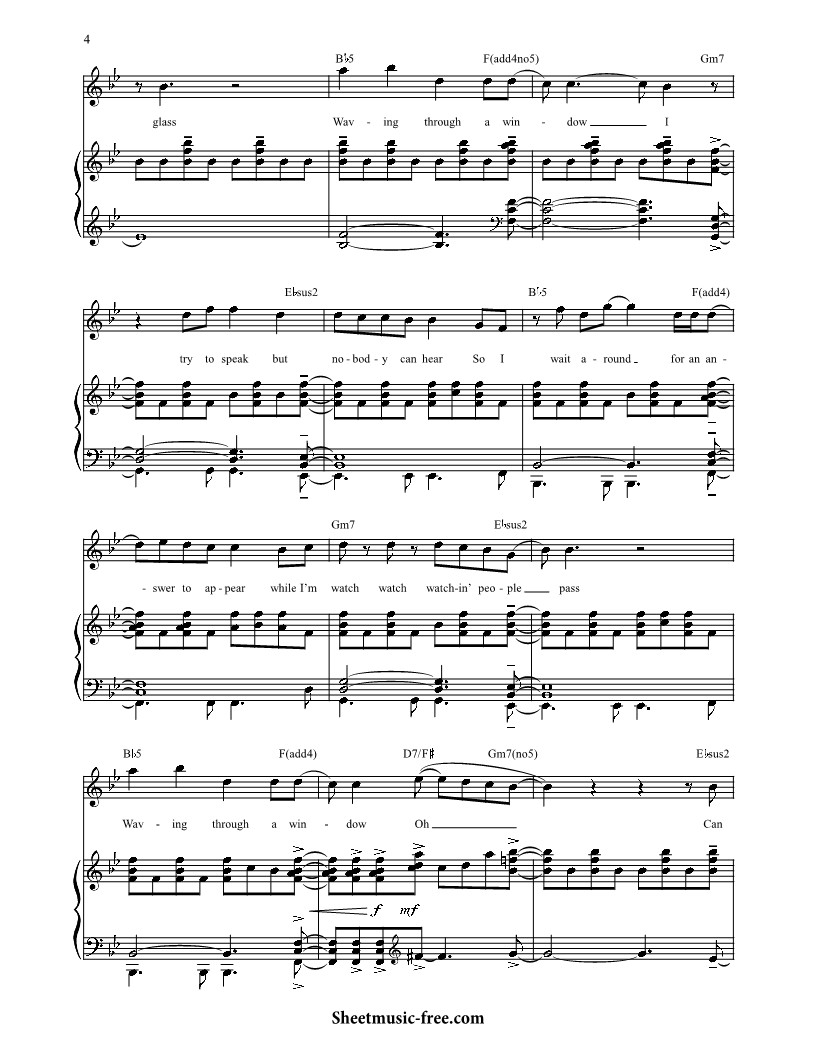 4
B♭5 F(add4no5) Gm7
glass Wav - ing through a win - dow I
E♭sus2 B♭5 F(add4)
try to speak but no - bod - y can hear So I wait a - round for an an -
Gm7 E♭sus2
- swer to ap - pear while I'm watch watch watch-in' peo - ple pass
B♭5 F(add4) D7/F♯ Gm7(no5) E♭sus2
Wav - ing through a win - dow Oh Can
f mf
Sheetmusic-free.com